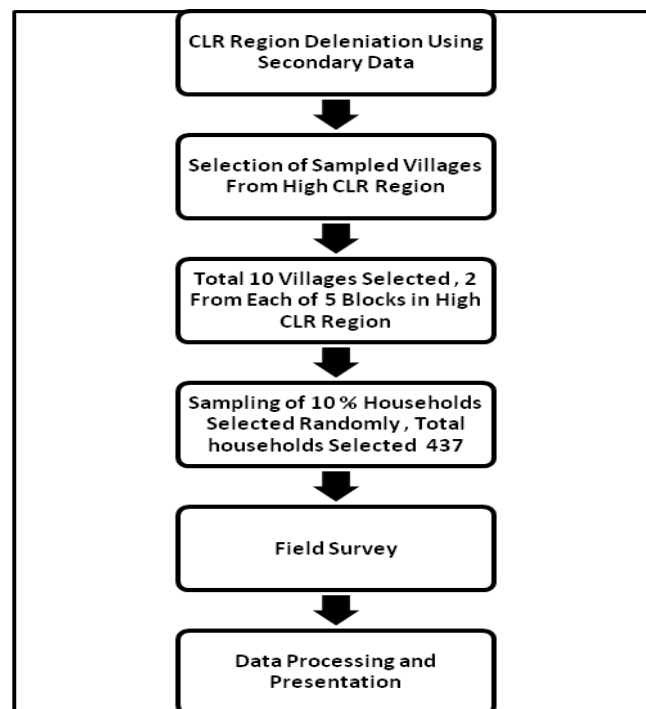 CLR Region Deleniation Using
Secondary Data
Selection of Sampled Villages
From High CLR Region
Total 10 Villages Selected , 2
From Each of 5 Blocks in High
CLR Region
Sampling of 10 % Households
Selected Randomly , Total
households Selected 437
Field Survey
Data Processing and
Presentation